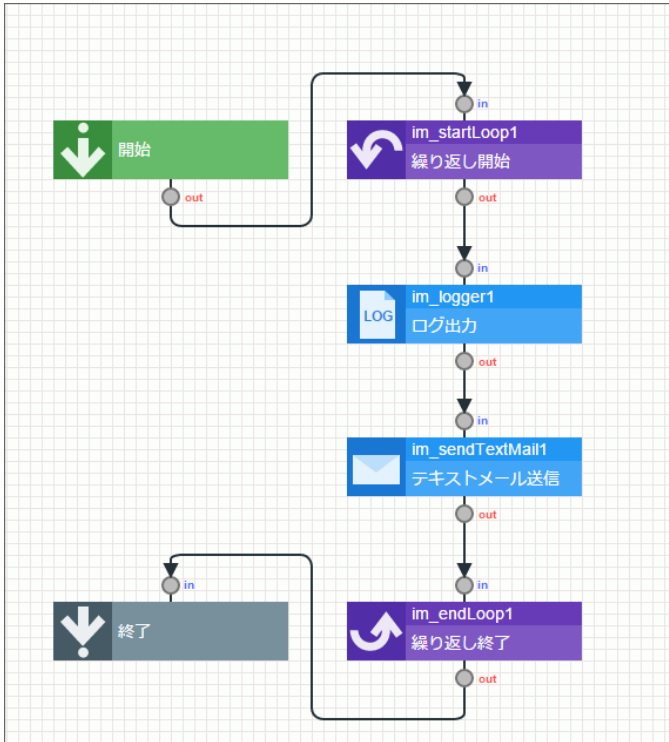 in
開始
im_startLoop1
繰り返し開始
out
out
in
im_logger1
LOG
ログ出力
out
in
im_sendTextMail1
テキストメール送信
out
in
in
終了
im_endLoop1
繰り返し終了
out